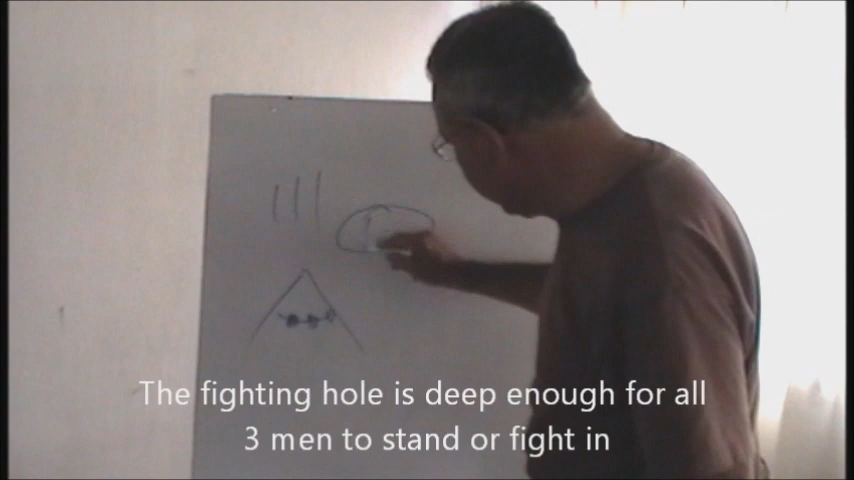 The fighting hole is deep enough for all
3 men to stand or fight in